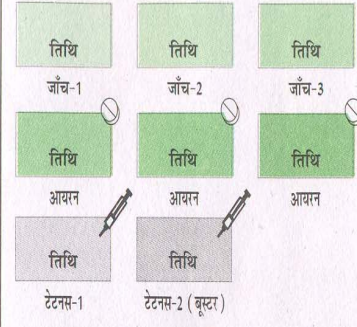 तिथि तिथि तिथि
जाँच-1 जाँच-2 जाँच-3
तिथि तिथि तिथि
आयरन आयरन आयरन
तिथि तिथि
टेटनस-1 टेटनस-2 ( बूस्टर )